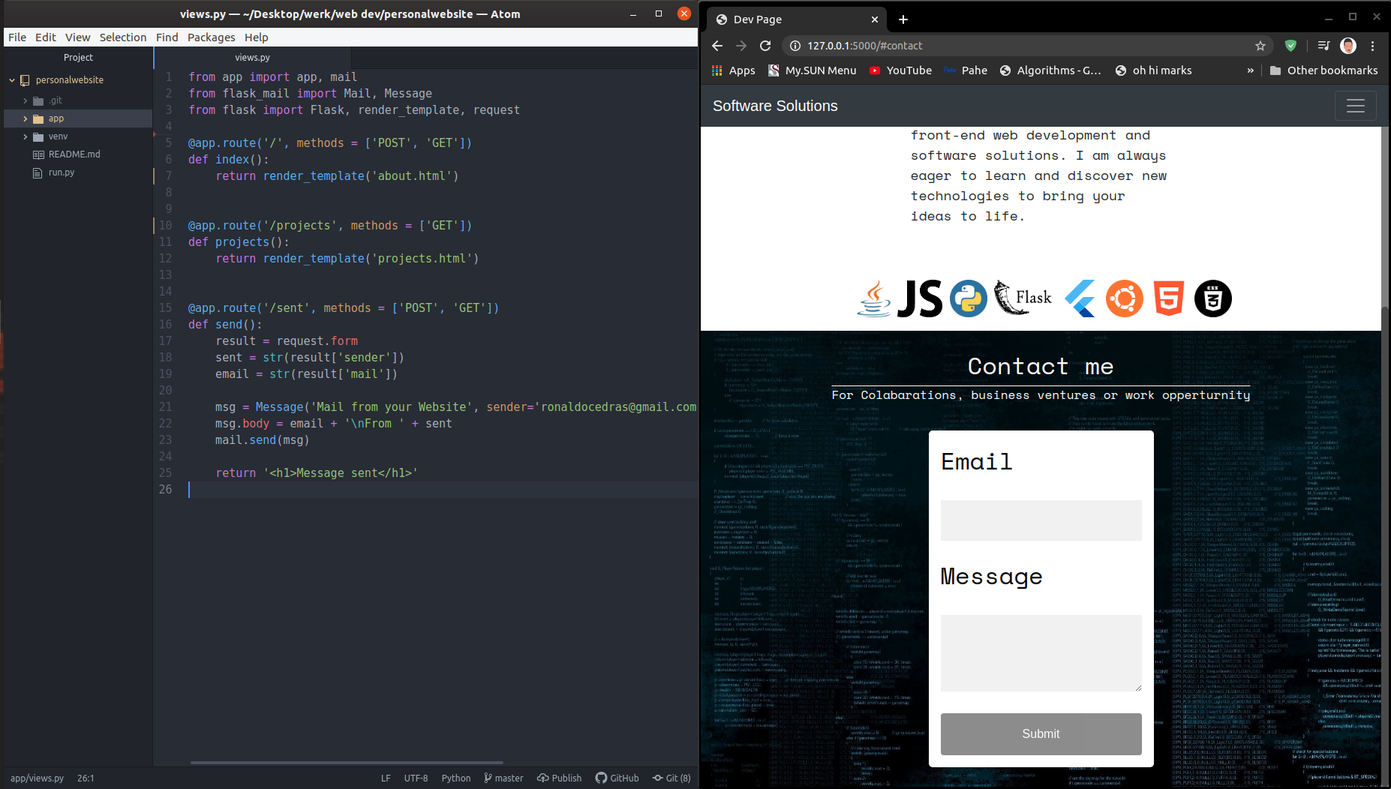 views.py — ~/Desktop/werk/web dev/personalwebsite — Atom
File Edit View Selection Find Packages Help
Project
personalwebsite
.git
app
venv
README.md
run.py
views.py
1 from app import app, mail
2 from flask_mail import Mail, Message
3 from flask import Flask, render_template, request
4
5 @app.route('/', methods = ['POST', 'GET'])
6 def index():
7     return render_template('about.html')
8
9
10 @app.route('/projects', methods = ['GET'])
11 def projects():
12     return render_template('projects.html')
13
14
15 @app.route('/sent', methods = ['POST', 'GET'])
16 def send():
17     result = request.form
18     sent = str(result['sender'])
19     email = str(result['mail'])
20
21     msg = Message('Mail from your Website', sender='ronaldocedras@gmail.com
22     msg.body = email + '\nFrom ' + sent
23     mail.send(msg)
24
25     return '<h1>Message sent</h1>'
26
app/views.py 26:1 LF UTF-8 Python master Publish GitHub Git (8)
Dev Page
127.0.0.1:5000/#contact
Apps My.SUN Menu YouTube Pahe Algorithms - G... oh hi marks » Other bookmarks
Software Solutions
front-end web development and
software solutions. I am always
eager to learn and discover new
technologies to bring your
ideas to life.
JS Flask 5 3
Contact me
For Colabarations, business ventures or work opperturnity
Email
Message
Submit